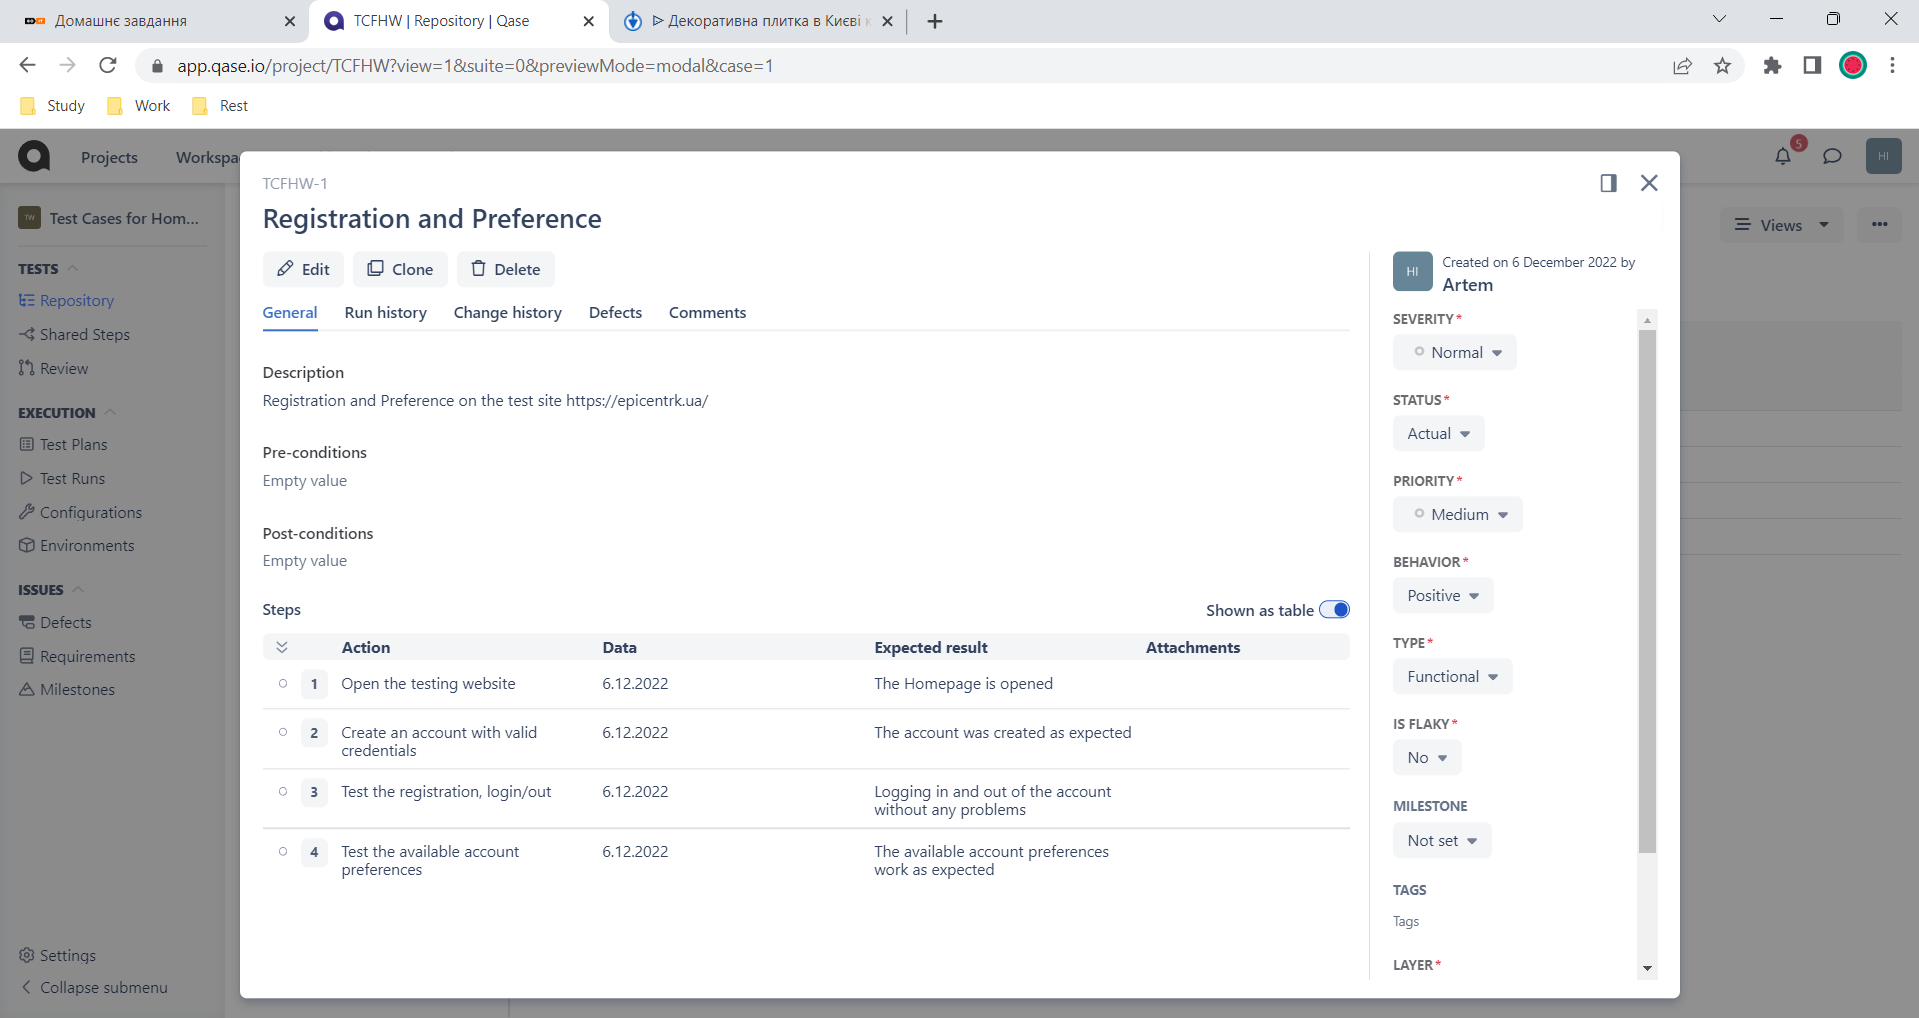 Домашнє завдання
TCFHW | Repository | Qase
ᐉ Декоративна плитка в Києві
app.qase.io/project/TCFHW?view=1&suite=0&previewMode=modal&case=1
Study
Work
Rest
Projects
5
HI
TW
Test Cases for Hom...
Views
TESTS
Repository
Shared Steps
Review
EXECUTION
Test Plans
Test Runs
Configurations
Environments
ISSUES
Defects
Requirements
Milestones
Settings
Collapse submenu
TCFHW-1
Registration and Preference
Edit
Clone
Delete
General
Run history
Change history
Defects
Comments
Description
Registration and Preference on the test site https://epicentrk.ua/
Pre-conditions
Empty value
Post-conditions
Empty value
Steps
Shown as table
Action Data Expected result Attachments
1 Open the testing website 6.12.2022 The Homepage is opened
2 Create an account with valid 6.12.2022 The account was created as expected
credentials
3 Test the registration, login/out 6.12.2022 Logging in and out of the account
without any problems
4 Test the available account 6.12.2022 The available account preferences
preferences work as expected
HI
Created on 6 December 2022 by
Artem
SEVERITY*
Normal
STATUS*
Actual
PRIORITY*
Medium
BEHAVIOR*
Positive
TYPE*
Functional
IS FLAKY*
No
MILESTONE
Not set
TAGS
Tags
LAYER*